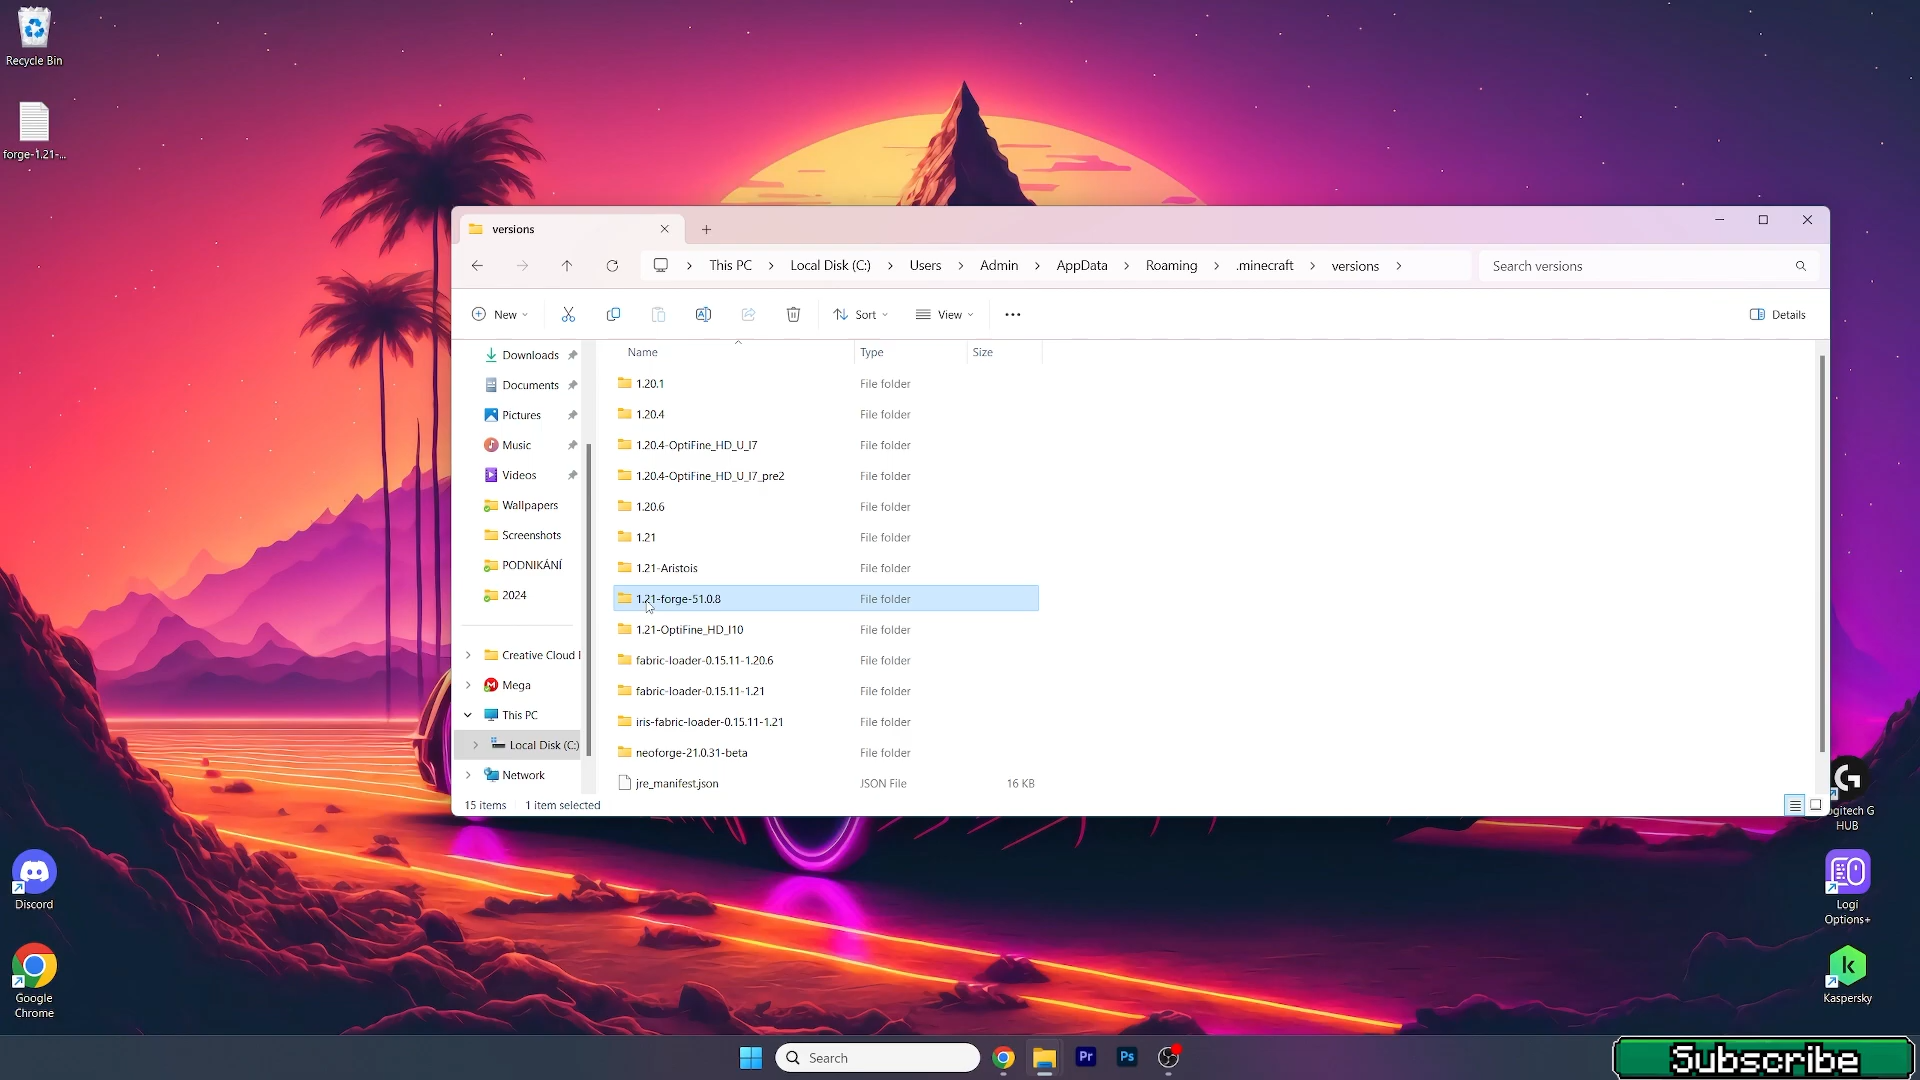 Recycle Bin
forge-1.21-...
versions
This PC
Local Disk (C:)
Users
Admin
AppData
Roaming
.minecraft
versions
Search versions
New
Sort
View
Details
Downloads
Documents
Pictures
Music
Videos
Wallpapers
Screenshots
PODNIKÁNÍ
2024
Creative Cloud F
Mega
This PC
Local Disk (C:)
Network
Name Type Size
1.20.1 File folder
1.20.4 File folder
1.20.4-OptiFine_HD_U_I7 File folder
1.20.4-OptiFine_HD_U_I7_pre2 File folder
1.20.6 File folder
1.21 File folder
1.21-Aristois File folder
1.21-forge-51.0.8 File folder
1.21-OptiFine_HD_I10 File folder
fabric-loader-0.15.11-1.20.6 File folder
fabric-loader-0.15.11-1.21 File folder
iris-fabric-loader-0.15.11-1.21 File folder
neoforge-21.0.31-beta File folder
jre_manifest.json JSON File 16 KB
15 items 1 item selected
ogitech G
HUB
Discord
Logi
Options+
Google
Chrome
Kaspersky
Search
Pr
Ps
Subscribe